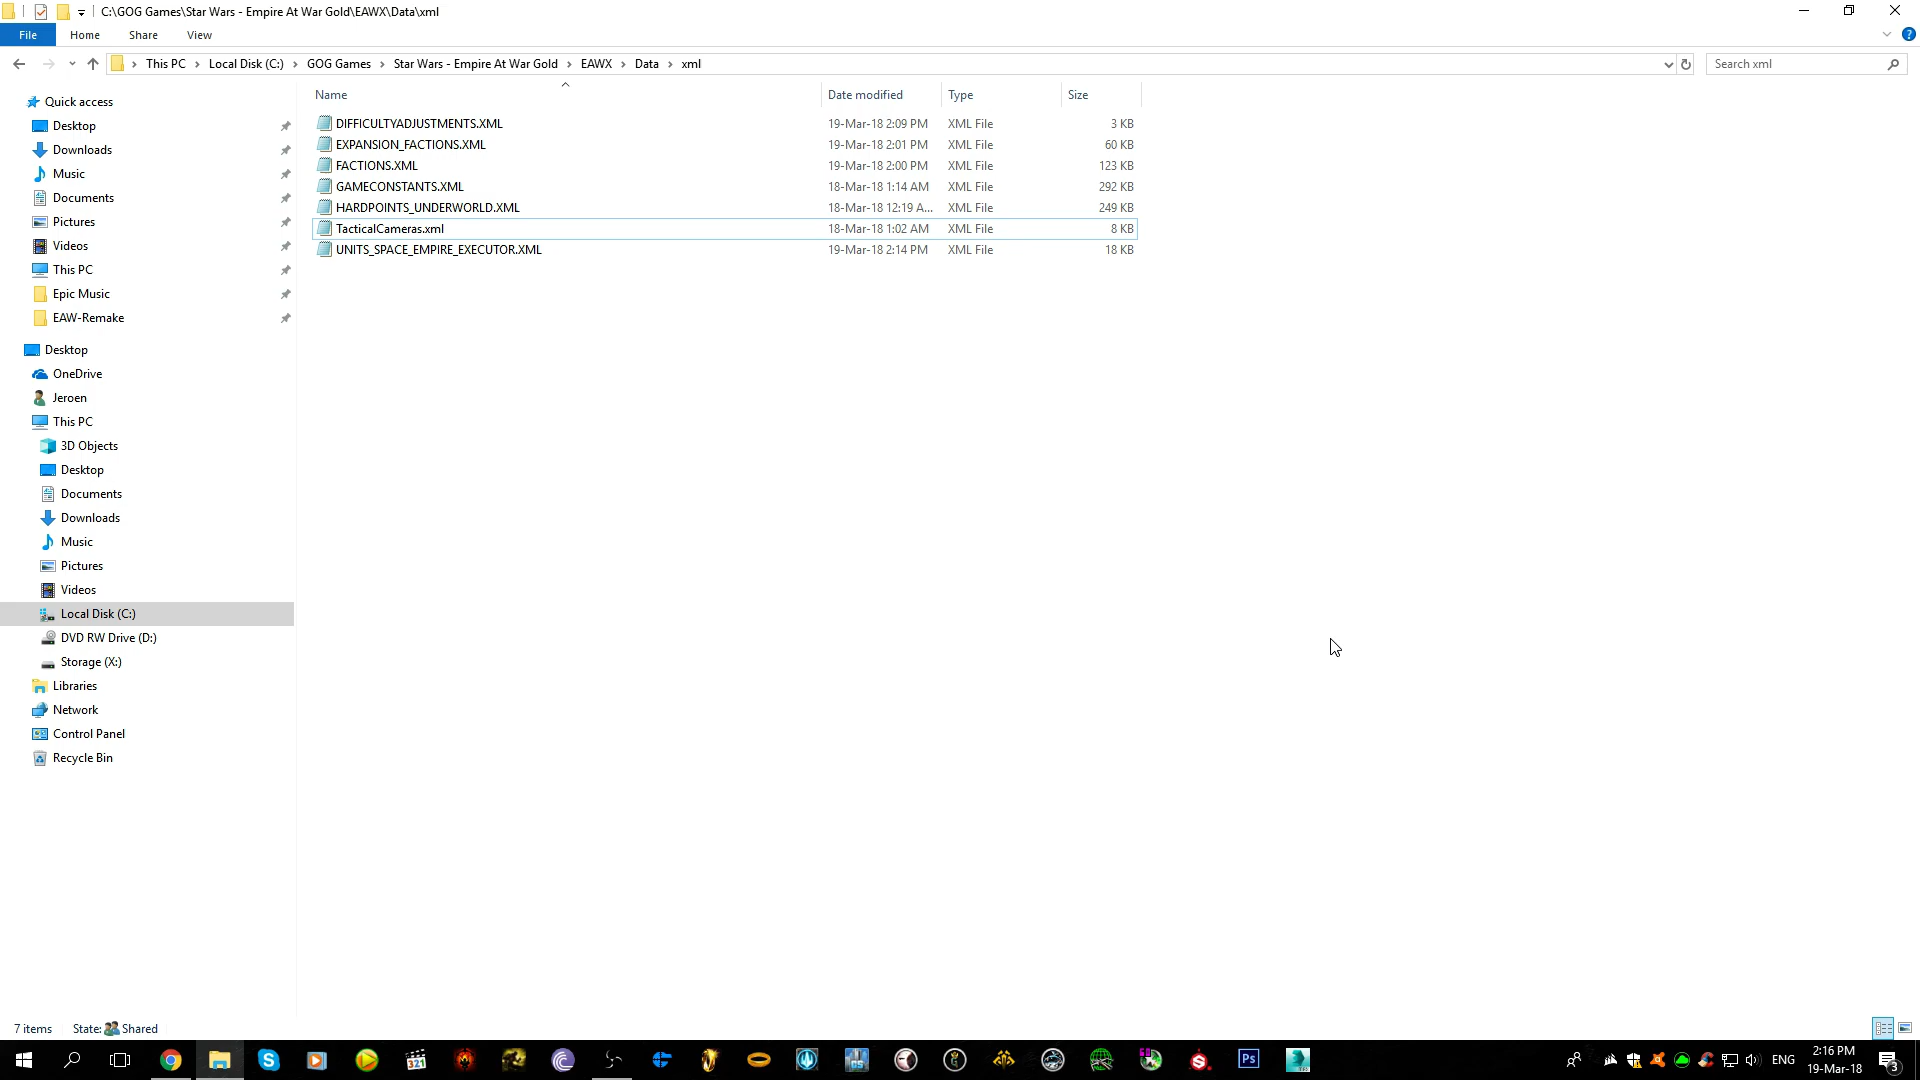 C:\GOG Games\Star Wars - Empire At War Gold\EAWX\Data\xml
File Home Share View
This PC Local Disk (C:) GOG Games Star Wars - Empire At War Gold EAWX Data xml
Search xml
Name Date modified Type Size
DIFFICULTYADJUSTMENTS.XML 19-Mar-18 2:09 PM XML File 3 KB
EXPANSION_FACTIONS.XML 19-Mar-18 2:01 PM XML File 60 KB
FACTIONS.XML 19-Mar-18 2:00 PM XML File 123 KB
GAMECONSTANTS.XML 18-Mar-18 1:14 AM XML File 292 KB
HARDPOINTS_UNDERWORLD.XML 18-Mar-18 12:19 A... XML File 249 KB
TacticalCameras.xml 18-Mar-18 1:02 AM XML File 8 KB
UNITS_SPACE_EMPIRE_EXECUTOR.XML 19-Mar-18 2:14 PM XML File 18 KB
Quick access
Desktop
Downloads
Music
Documents
Pictures
Videos
This PC
Epic Music
EAW-Remake
Desktop
OneDrive
Jeroen
This PC
3D Objects
Desktop
Documents
Downloads
Music
Pictures
Videos
Local Disk (C:)
DVD RW Drive (D:)
Storage (X:)
Libraries
Network
Control Panel
Recycle Bin
7 items State: Shared
321
Ps
ENG
2:16 PM
19-Mar-18
3